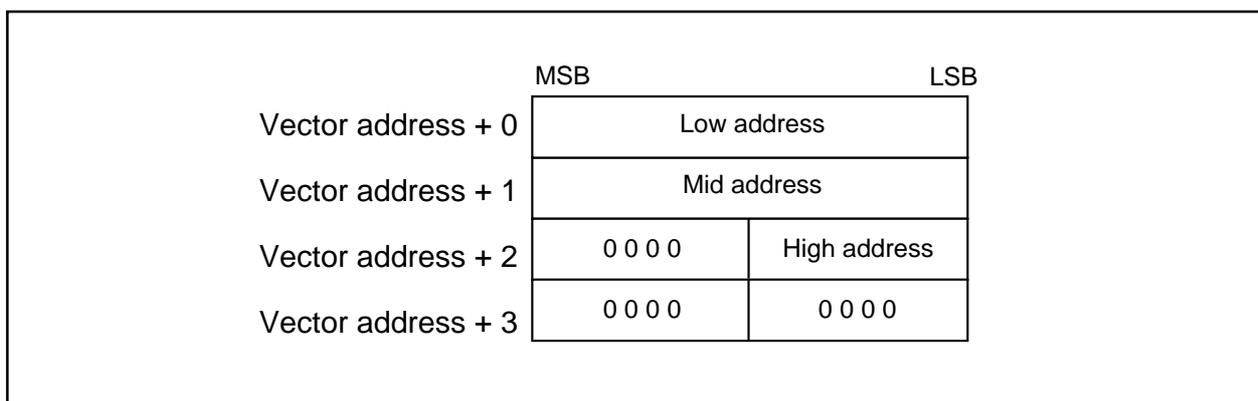 MSB LSB
Vector address + 0 Low address
Vector address + 1 Mid address
Vector address + 2 0 0 0 0 High address
Vector address + 3 0 0 0 0 0 0 0 0